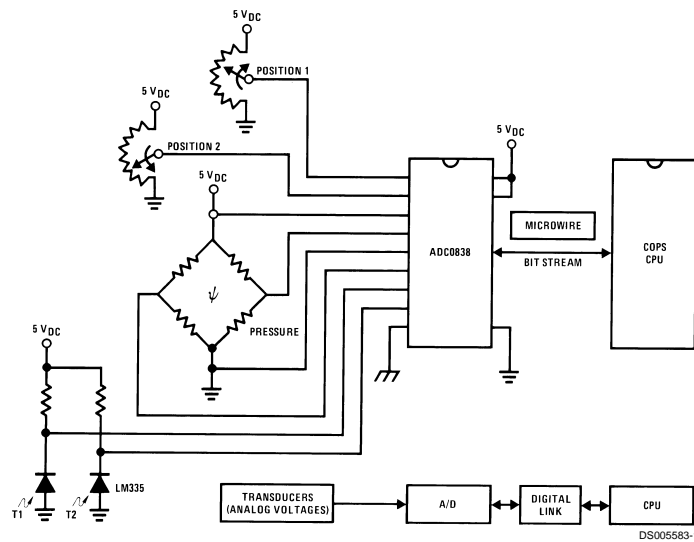 5 VDC
POSITION 1
5 VDC
POSITION 2
5 VDC
5 VDC
MICROWIRE
ADC0838
COPS
CPU
BIT STREAM
ψ
PRESSURE
5 VDC
LM335
T1
T2
TRANSDUCERS
(ANALOG VOLTAGES)
A/D
DIGITAL
LINK
CPU